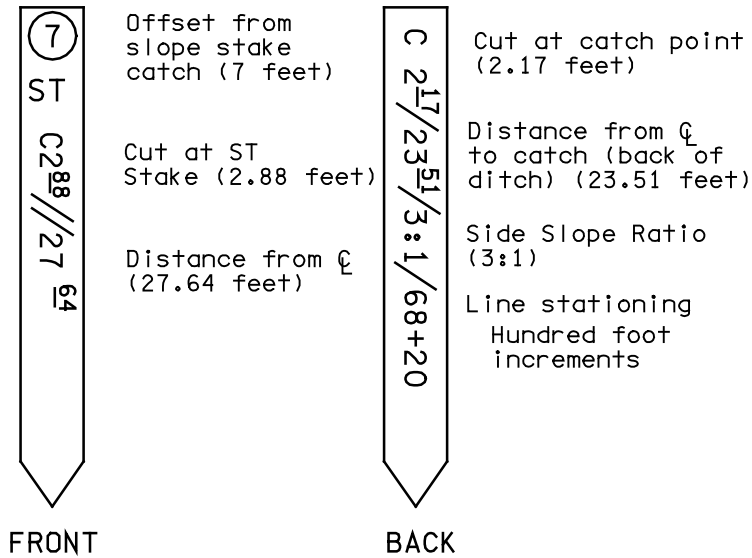 7
ST
C2 88//27 64
Offset from
slope stake
catch (7 feet)
Cut at ST
Stake (2.88 feet)
Distance from ℄
(27.64 feet)
FRONT
C 2 17/23 51/3:1/68+20
Cut at catch point
(2.17 feet)
Distance from ℄
to catch (back of
ditch) (23.51 feet)
Side Slope Ratio
(3:1)
Line stationing
Hundred foot
increments
BACK